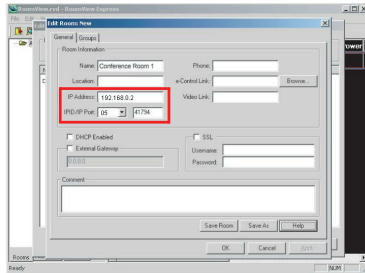 RoomView.rvd - RoomView Express
File Edit
Edit Room: New
General Groups
Room Information
Name: Conference Room 1
Phone:
Location:
e-Control Link:
Browse...
IP Address: 192.168.0.2
Video Link:
IPID/IP Port: 05 41794
DHCP Enabled
SSL
External Gateway
Username:
0.0.0.0
Password:
Comment
Save Room Save As Help
OK Cancel Apply
Rooms
Ready
NUM